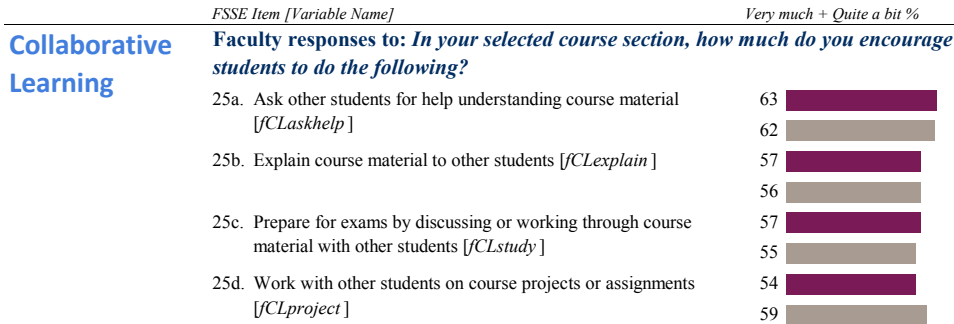 FSSE Item [Variable Name] Very much + Quite a bit %
Collaborative
Learning
Faculty responses to: In your selected course section, how much do you encourage
students to do the following?
25a. Ask other students for help understanding course material
[fCLaskhelp ]
63
62
25b. Explain course material to other students [fCLexplain ]
57
56
25c. Prepare for exams by discussing or working through course
material with other students [fCLstudy ]
57
55
25d. Work with other students on course projects or assignments
[fCLproject ]
54
59